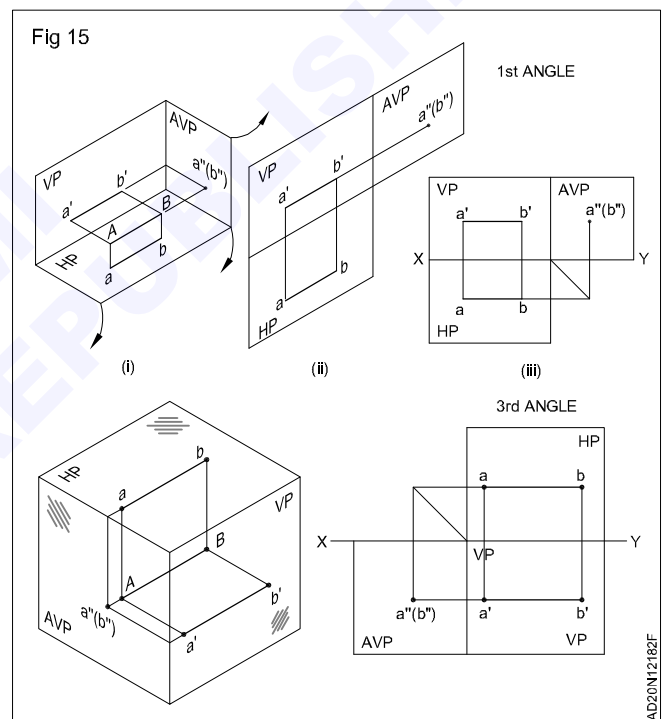 Fig 15
1st ANGLE
VP
AVP
a"(b")
b'
a'
A
B
b
a
HP
(i)
VP
AVP
a"(b")
b'
a'
b
a
HP
(ii)
VP
AVP
a'
b'
a"(b")
X
Y
a
b
HP
(iii)
HP
b
a
VP
B
A
b'
a"(b")
a'
AVP
3rd ANGLE
HP
a
b
X
Y
VP
a"(b")
a'
b'
AVP
VP
AD20N12182F
REPUBLISH